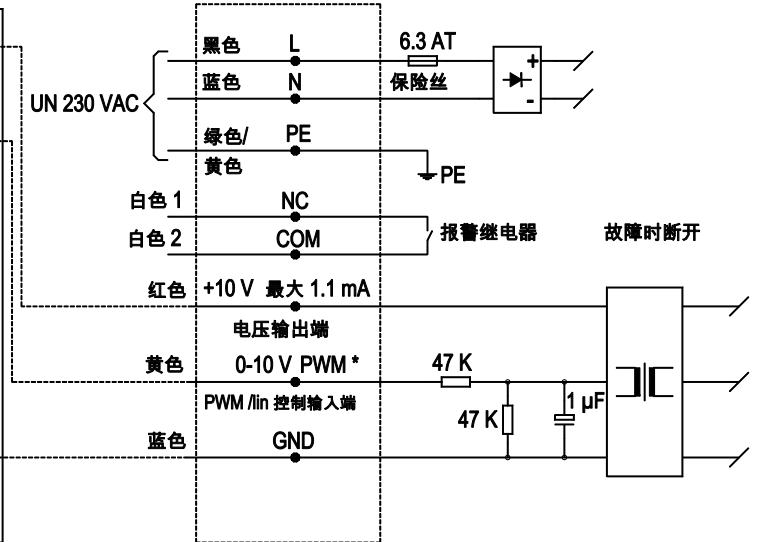 黑色 L 6.3 AT
+
蓝色 N 保险丝
-
UN 230 VAC
绿色/ PE
黄色
PE
白色 1 NC
白色 2 COM 报警继电器 故障时断开
红色 +10 V 最大 1.1 mA
电压输出端
黄色 0-10 V PWM * 47 K
PWM /lin 控制输入端 47 K 1 µF
蓝色 GND